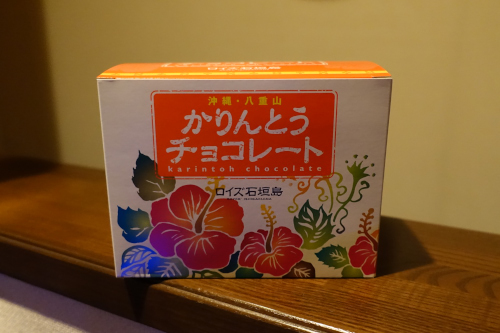 沖縄・八重山
かりんとう
チョコレート
karintoh chocolate
ロイズ石垣島